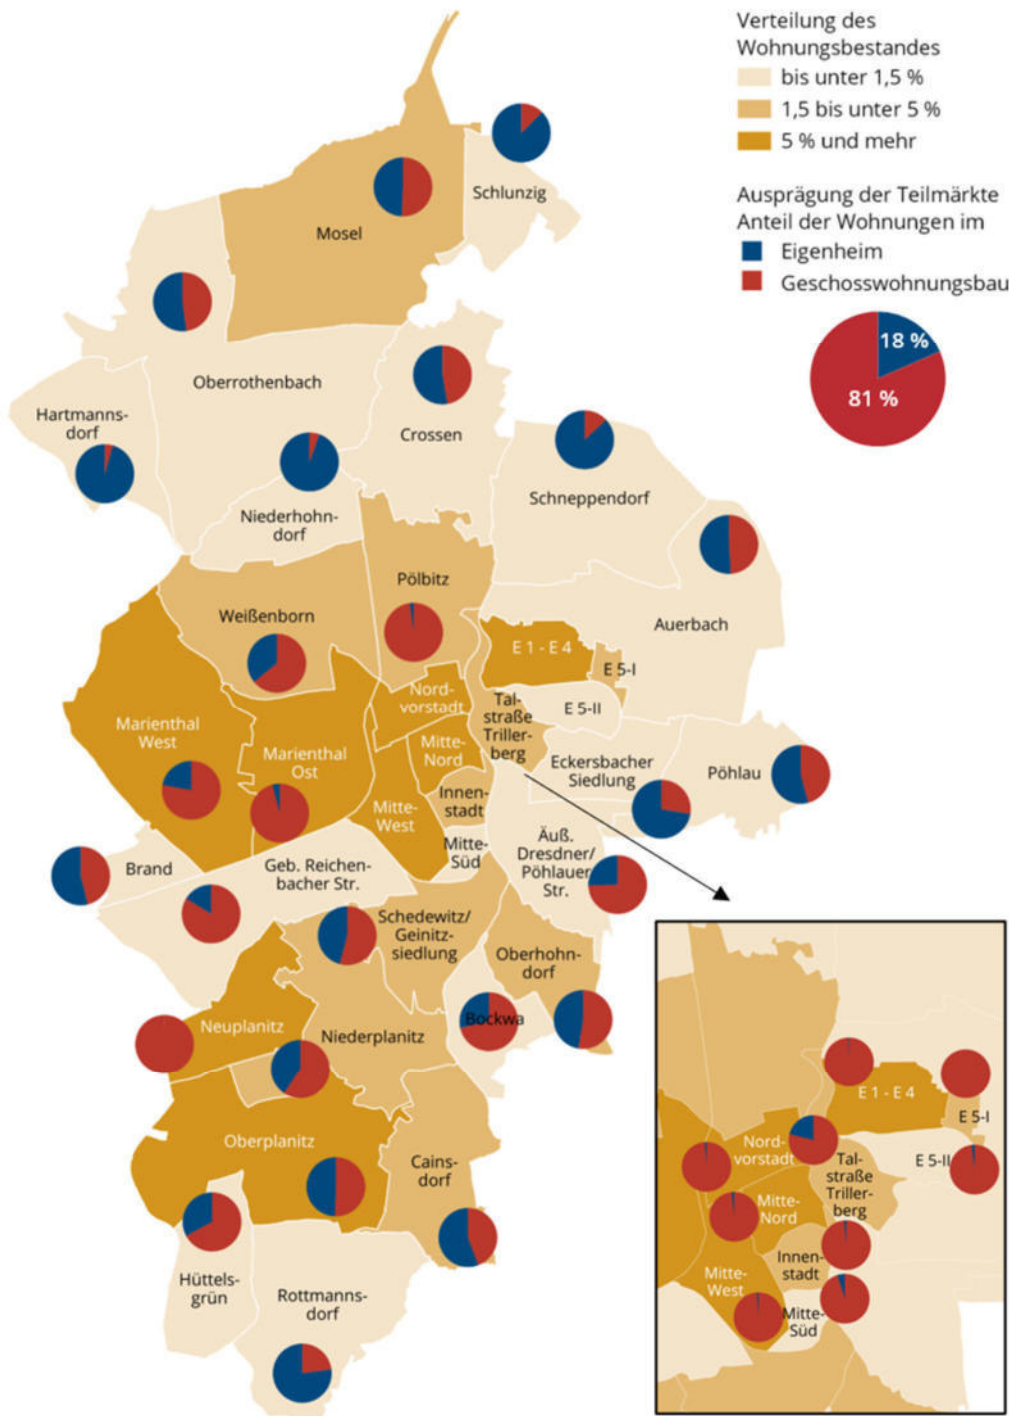 Verteilung des
Wohnungsbestandes
bis unter 1,5 %
1,5 bis unter 5 %
5 % und mehr
Ausprägung der Teilmärkte
Anteil der Wohnungen im
Eigenheim
Geschosswohnungsbau
18 %
81 %
Schlunzig
Mosel
Oberrothenbach
Hartmanns-
dorf
Crossen
Schneppendorf
Niederhohn-
dorf
Pölbitz
Weißenborn
Auerbach
E 1 - E 4
E 5-I
Nord-
vorstadt
Tal-
straße
Triller-
berg
E 5-II
Marienthal
West
Marienthal
Ost
Mitte-
Nord
Eckersbacher
Siedlung
Pöhlau
Innen-
stadt
Mitte-
West
Mitte-
Süd
Äuß.
Dresdner/
Pöhlauer
Str.
Brand
Geb. Reichen-
bacher Str.
Schedewitz/
Geinitz-
siedlung
Oberhohn-
dorf
Bockwa
Neuplanitz
Niederplanitz
Oberplanitz
Cains-
dorf
Hüttels-
grün
Rottmanns-
dorf
E 1 - E 4
E 5-I
Nord-
vorstadt
Tal-
straße
Triller-
berg
E 5-II
Mitte-
Nord
Innen-
stadt
Mitte-
West
Mitte-
Süd